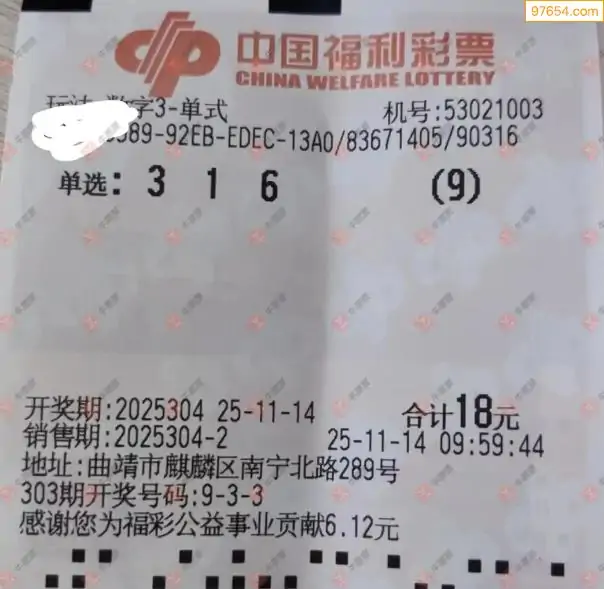 97654.com
中国福利彩票
CHINA WELFARE LOTTERY
玩法 数字3-单式 机号:53021003
589-92EB-EDEC-13A0/83671405/90316
单选: 3 1 6 (9)
开奖期:2025304 25-11-14 合计18元
销售期:2025304-2 25-11-14 09:59:44
地址:曲靖市麒麟区南宁北路289号
303期开奖号码:9-3-3
感谢您为福彩公益事业贡献6.12元